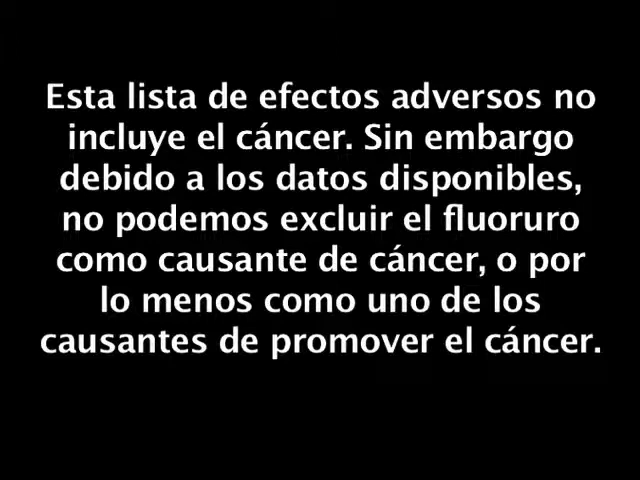 Esta lista de efectos adversos no
incluye el cáncer. Sin embargo
debido a los datos disponibles,
no podemos excluir el fluoruro
como causante de cáncer, o por
lo menos como uno de los
causantes de promover el cáncer.